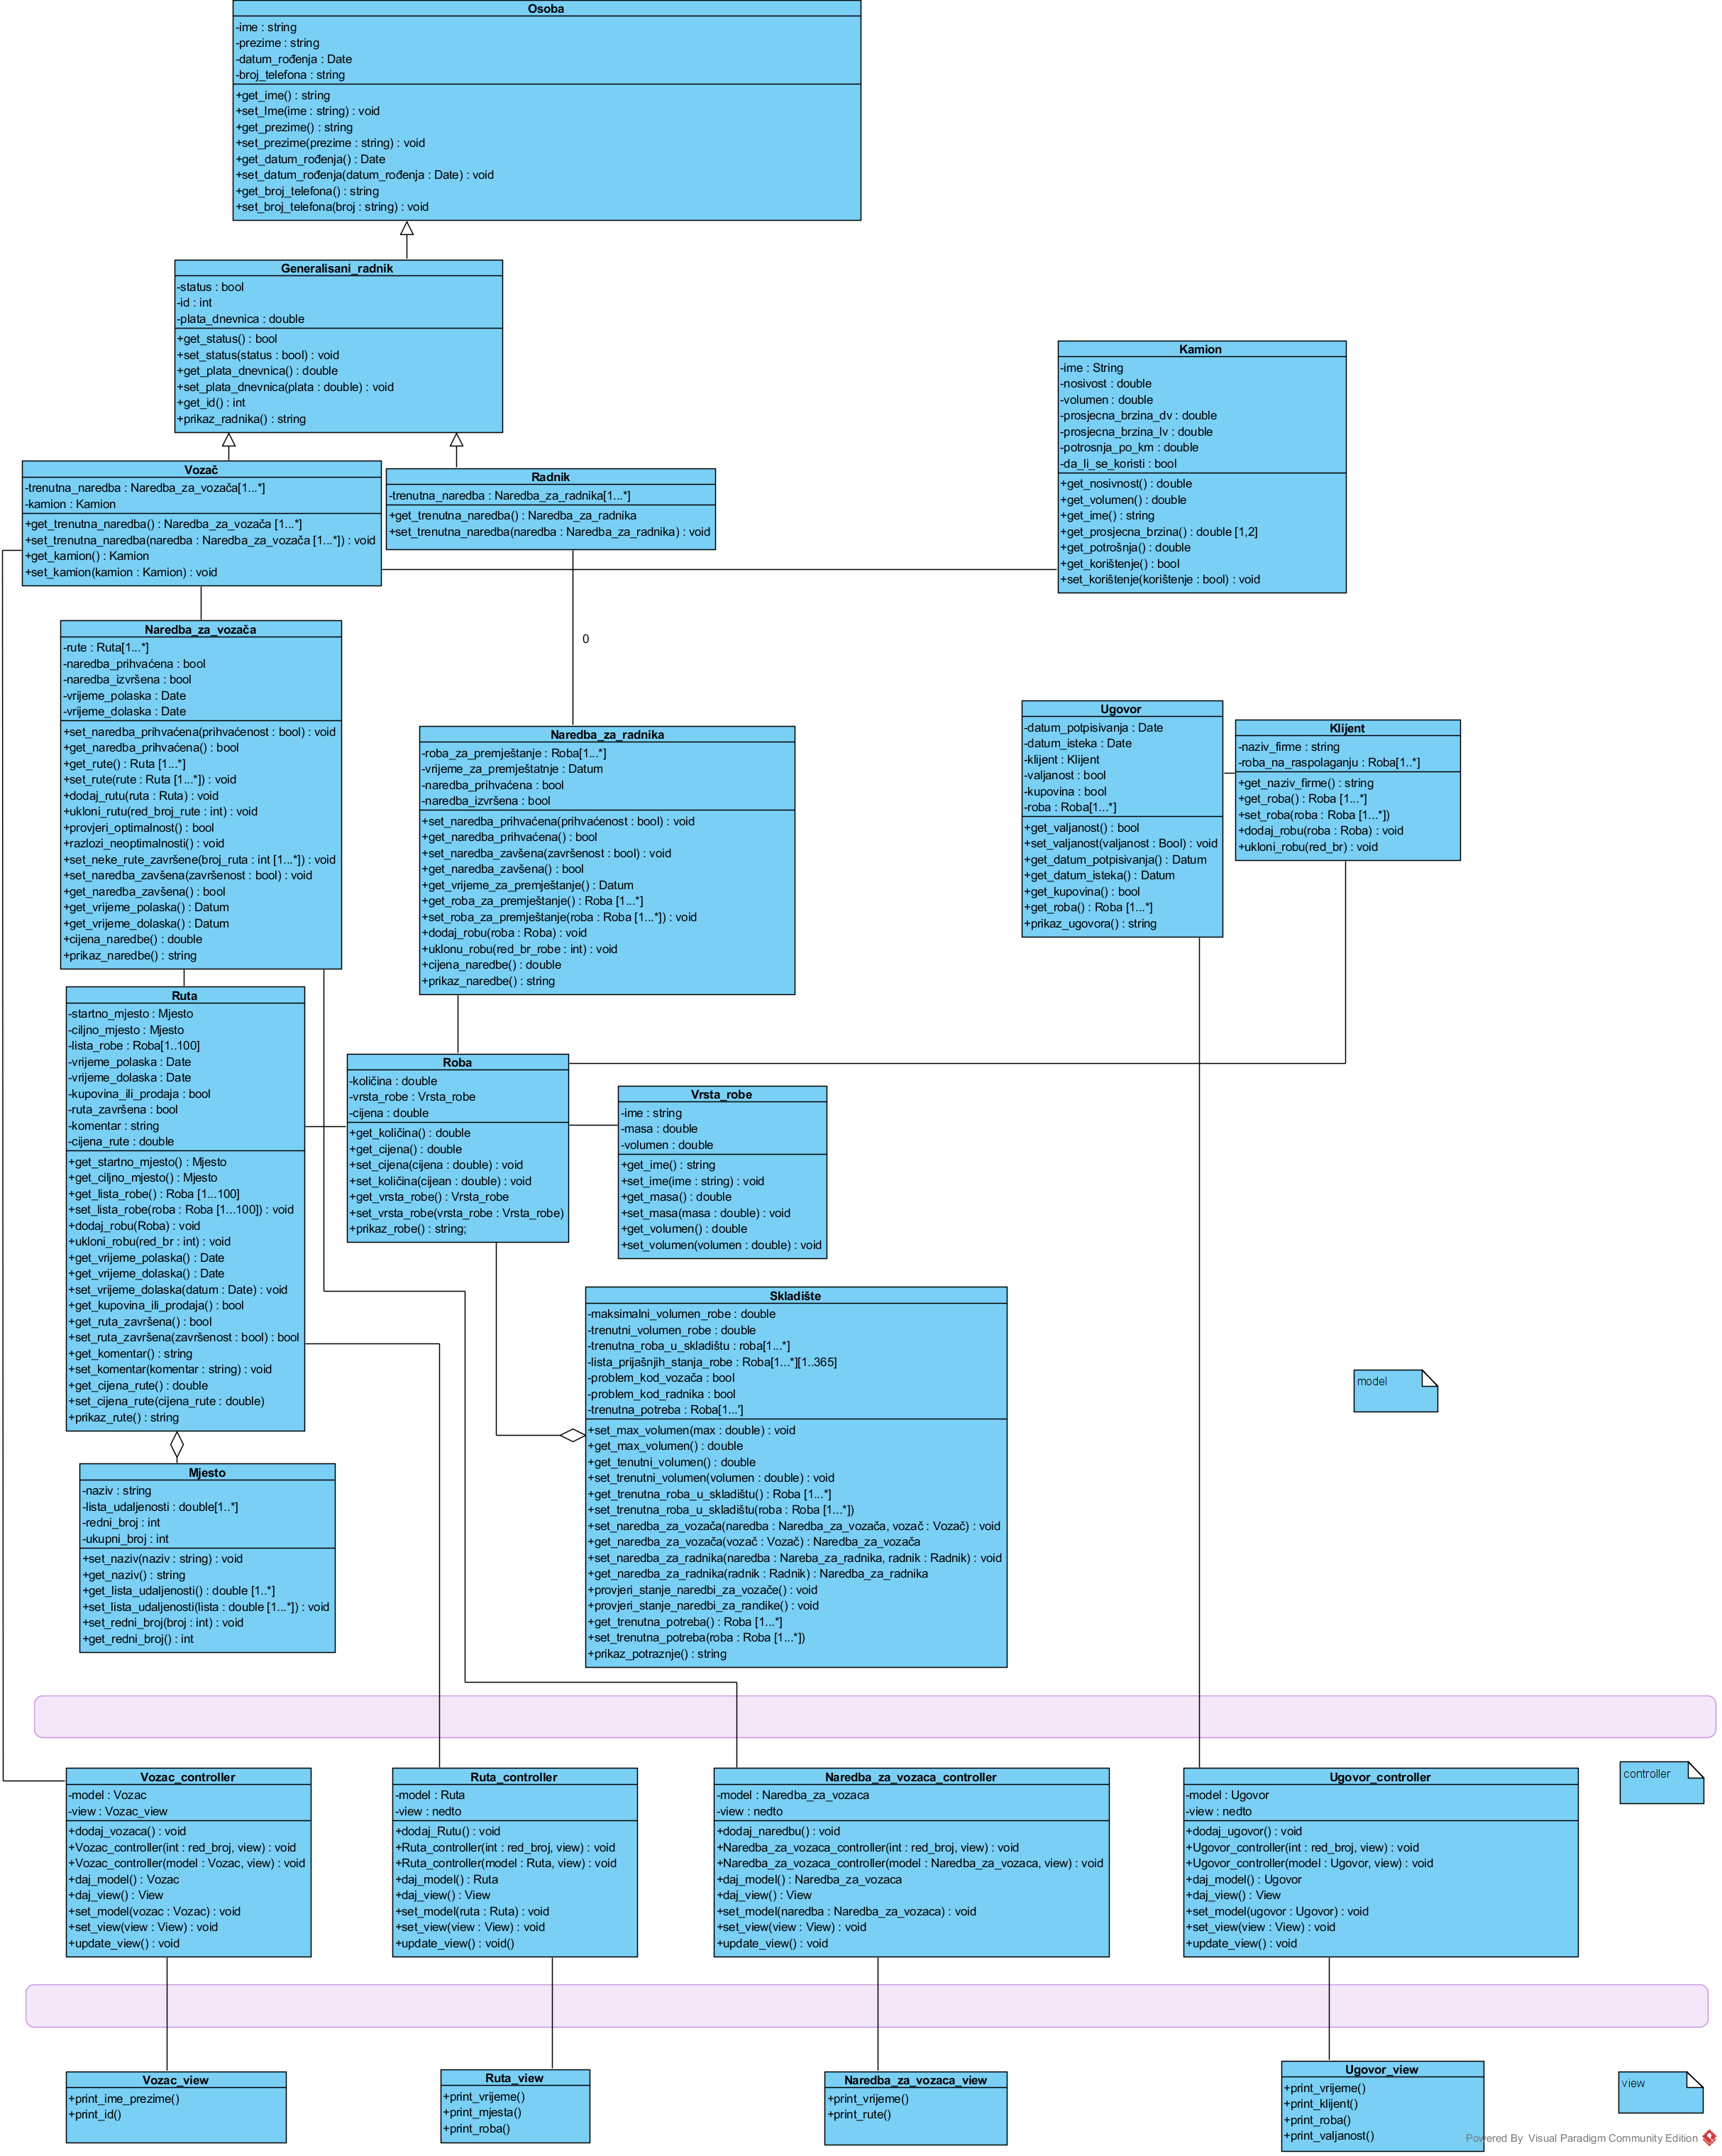 Osoba
-ime : string
-prezime : string
-datum_rođenja : Date
-broj_telefona : string
+get_ime() : string
+set_Ime(ime : string) : void
+get_prezime() : string
+set_prezime(prezime : string) : void
+get_datum_rođenja() : Date
+set_datum_rođenja(datum_rođenja : Date) : void
+get_broj_telefona() : string
+set_broj_telefona(broj : string) : void
Generalisani_radnik
-status : bool
-id : int
-plata_dnevnica : double
+get_status() : bool
+set_status(status : bool) : void
+get_plata_dnevnica() : double
+set_plata_dnevnica(plata : double) : void
+get_id() : int
+prikaz_radnika() : string
Kamion
-ime : String
-nosivost : double
-volumen : double
-prosjecna_brzina_dv : double
-prosjecna_brzina_lv : double
-potrosnja_po_km : double
-da_li_se_koristi : bool
+get_nosivnost() : double
+get_volumen() : double
+get_ime() : string
+get_prosjecna_brzina() : double [1,2]
+get_potrošnja() : double
+get_korištenje() : bool
+set_korištenje(korištenje : bool) : void
Vozač
-trenutna_naredba : Naredba_za_vozača[1...*]
-kamion : Kamion
+get_trenutna_naredba() : Naredba_za_vozača [1...*]
+set_trenutna_naredba(naredba : Naredba_za_vozača [1...*]) : void
+get_kamion() : Kamion
+set_kamion(kamion : Kamion) : void
Radnik
-trenutna_naredba : Naredba_za_radnika[1...*]
+get_trenutna_naredba() : Naredba_za_radnika
+set_trenutna_naredba(naredba : Naredba_za_radnika) : void
0
Naredba_za_vozača
-rute : Ruta[1...*]
-naredba_prihvaćena : bool
-naredba_izvršena : bool
-vrijeme_polaska : Date
-vrijeme_dolaska : Date
+set_naredba_prihvaćena(prihvaćenost : bool) : void
+get_naredba_prihvaćena() : bool
+get_rute() : Ruta [1...*]
+set_rute(rute : Ruta [1...*]) : void
+dodaj_rutu(ruta : Ruta) : void
+ukloni_rutu(red_broj_rute : int) : void
+provjeri_optimalnost() : bool
+razlozi_neoptimalnosti() : void
+set_neke_rute_završene(broj_ruta : int [1...*]) : void
+set_naredba_zavšena(završenost : bool) : void
+get_naredba_zavšena() : bool
+get_vrijeme_polaska() : Datum
+get_vrijeme_dolaska() : Datum
+cijena_naredbe() : double
+prikaz_naredbe() : string
Naredba_za_radnika
-roba_za_premještanje : Roba[1...*]
-vrijeme_za_premještatnje : Datum
-naredba_prihvaćena : bool
-naredba_izvršena : bool
+set_naredba_prihvaćena(prihvaćenost : bool) : void
+get_naredba_prihvaćena() : bool
+set_naredba_zavšena(završenost : bool) : void
+get_naredba_zavšena() : bool
+get_vrijeme_za_premještanje() : Datum
+get_roba_za_premještanje() : Roba [1...*]
+set_roba_za_premještanje(roba : Roba [1...*]) : void
+dodaj_robu(roba : Roba) : void
+uklonu_robu(red_br_robe : int) : void
+cijena_naredbe() : double
+prikaz_naredbe() : string
Ugovor
-datum_potpisivanja : Date
-datum_isteka : Date
-klijent : Klijent
-valjanost : bool
-kupovina : bool
-roba : Roba[1...*]
+get_valjanost() : bool
+set_valjanost(valjanost : Bool) : void
+get_datum_potpisivanja() : Datum
+get_datum_isteka() : Datum
+get_kupovina() : bool
+get_roba() : Roba [1...*]
+prikaz_ugovora() : string
Klijent
-naziv_firme : string
-roba_na_raspolaganju : Roba[1..*]
+get_naziv_firme() : string
+get_roba() : Roba [1...*]
+set_roba(roba : Roba [1...*])
+dodaj_robu(roba : Roba) : void
+ukloni_robu(red_br) : void
Ruta
-startno_mjesto : Mjesto
-ciljno_mjesto : Mjesto
-lista_robe : Roba[1..100]
-vrijeme_polaska : Date
-vrijeme_dolaska : Date
-kupovina_ili_prodaja : bool
-ruta_završena : bool
-komentar : string
-cijena_rute : double
+get_startno_mjesto() : Mjesto
+get_ciljno_mjesto() : Mjesto
+get_lista_robe() : Roba [1...100]
+set_lista_robe(roba : Roba [1...100]) : void
+dodaj_robu(Roba) : void
+ukloni_robu(red_br : int) : void
+get_vrijeme_polaska() : Date
+get_vrijeme_dolaska() : Date
+set_vrijeme_dolaska(datum : Date) : void
+get_kupovina_ili_prodaja() : bool
+get_ruta_završena() : bool
+set_ruta_završena(završenost : bool) : bool
+get_komentar() : string
+set_komentar(komentar : string) : void
+get_cijena_rute() : double
+set_cijena_rute(cijena_rute : double)
+prikaz_rute() : string
Roba
-količina : double
-vrsta_robe : Vrsta_robe
-cijena : double
+get_količina() : double
+get_cijena() : double
+set_cijena(cijena : double) : void
+set_količina(cijean : double) : void
+get_vrsta_robe() : Vrsta_robe
+set_vrsta_robe(vrsta_robe : Vrsta_robe)
+prikaz_robe() : string;
Vrsta_robe
-ime : string
-masa : double
-volumen : double
+get_ime() : string
+set_ime(ime : string) : void
+get_masa() : double
+set_masa(masa : double) : void
+get_volumen() : double
+set_volumen(volumen : double) : void
Skladište
-maksimalni_volumen_robe : double
-trenutni_volumen_robe : double
-trenutna_roba_u_skladištu : roba[1...*]
-lista_prijašnjih_stanja_robe : Roba[1...*][1..365]
-problem_kod_vozača : bool
-problem_kod_radnika : bool
-trenutna_potreba : Roba[1...']
+set_max_volumen(max : double) : void
+get_max_volumen() : double
+get_tenutni_volumen() : double
+set_trenutni_volumen(volumen : double) : void
+get_trenutna_roba_u_skladištu() : Roba [1...*]
+set_trenutna_roba_u_skladištu(roba : Roba [1...*])
+set_naredba_za_vozača(naredba : Naredba_za_vozača, vozač : Vozač) : void
+get_naredba_za_vozača(vozač : Vozač) : Naredba_za_vozača
+set_naredba_za_radnika(naredba : Nareba_za_radnika, radnik : Radnik) : void
+get_naredba_za_radnika(radnik : Radnik) : Naredba_za_radnika
+provjeri_stanje_naredbi_za_vozače() : void
+provjeri_stanje_naredbi_za_randike() : void
+get_trenutna_potreba() : Roba [1...*]
+set_trenutna_potreba(roba : Roba [1...*])
+prikaz_potraznje() : string
model
Mjesto
-naziv : string
-lista_udaljenosti : double[1..*]
-redni_broj : int
-ukupni_broj : int
+set_naziv(naziv : string) : void
+get_naziv() : string
+get_lista_udaljenosti() : double [1..*]
+set_lista_udaljenosti(lista : double [1...*]) : void
+set_redni_broj(broj : int) : void
+get_redni_broj() : int
Vozac_controller
-model : Vozac
-view : Vozac_view
+dodaj_vozaca() : void
+Vozac_controller(int : red_broj, view) : void
+Vozac_controller(model : Vozac, view) : void
+daj_model() : Vozac
+daj_view() : View
+set_model(vozac : Vozac) : void
+set_view(view : View) : void
+update_view() : void
Ruta_controller
-model : Ruta
-view : nedto
+dodaj_Rutu() : void
+Ruta_controller(int : red_broj, view) : void
+Ruta_controller(model : Ruta, view) : void
+daj_model() : Ruta
+daj_view() : View
+set_model(ruta : Ruta) : void
+set_view(view : View) : void
+update_view() : void()
Naredba_za_vozaca_controller
-model : Naredba_za_vozaca
-view : nedto
+dodaj_naredbu() : void
+Naredba_za_vozaca_controller(int : red_broj, view) : void
+Naredba_za_vozaca_controller(model : Naredba_za_vozaca, view) : void
+daj_model() : Naredba_za_vozaca
+daj_view() : View
+set_model(naredba : Naredba_za_vozaca) : void
+set_view(view : View) : void
+update_view() : void
Ugovor_controller
-model : Ugovor
-view : nedto
+dodaj_ugovor() : void
+Ugovor_controller(int : red_broj, view) : void
+Ugovor_controller(model : Ugovor, view) : void
+daj_model() : Ugovor
+daj_view() : View
+set_model(ugovor : Ugovor) : void
+set_view(view : View) : void
+update_view() : void
controller
Vozac_view
+print_ime_prezime()
+print_id()
Ruta_view
+print_vrijeme()
+print_mjesta()
+print_roba()
Naredba_za_vozaca_view
+print_vrijeme()
+print_rute()
Ugovor_view
+print_vrijeme()
+print_klijent()
+print_roba()
+print_valjanost()
view
Powered By Visual Paradigm Community Edition